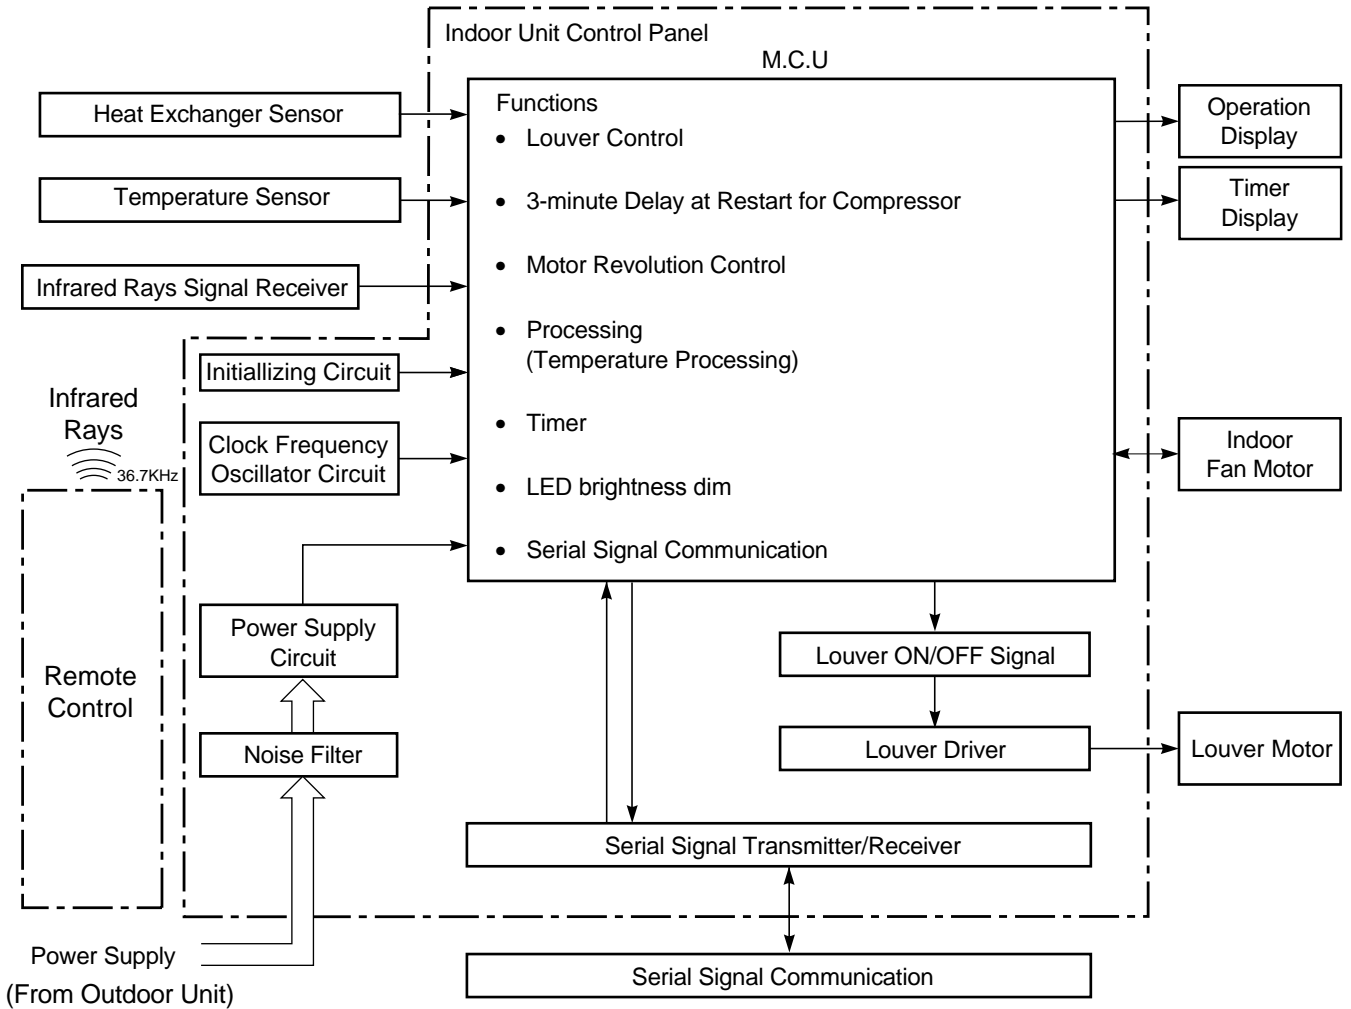 Indoor Unit Control Panel
M.C.U
Heat Exchanger Sensor
Temperature Sensor
Infrared Rays Signal Receiver
Initiallizing Circuit
Clock Frequency
Oscillator Circuit
Infrared
Rays
36.7KHz
Remote
Control
Power Supply
Circuit
Noise Filter
Power Supply
(From Outdoor Unit)
Functions
• Louver Control
• 3-minute Delay at Restart for Compressor
• Motor Revolution Control
• Processing
(Temperature Processing)
• Timer
• LED brightness dim
• Serial Signal Communication
Operation
Display
Timer
Display
Indoor
Fan Motor
Louver ON/OFF Signal
Louver Driver
Louver Motor
Serial Signal Transmitter/Receiver
Serial Signal Communication